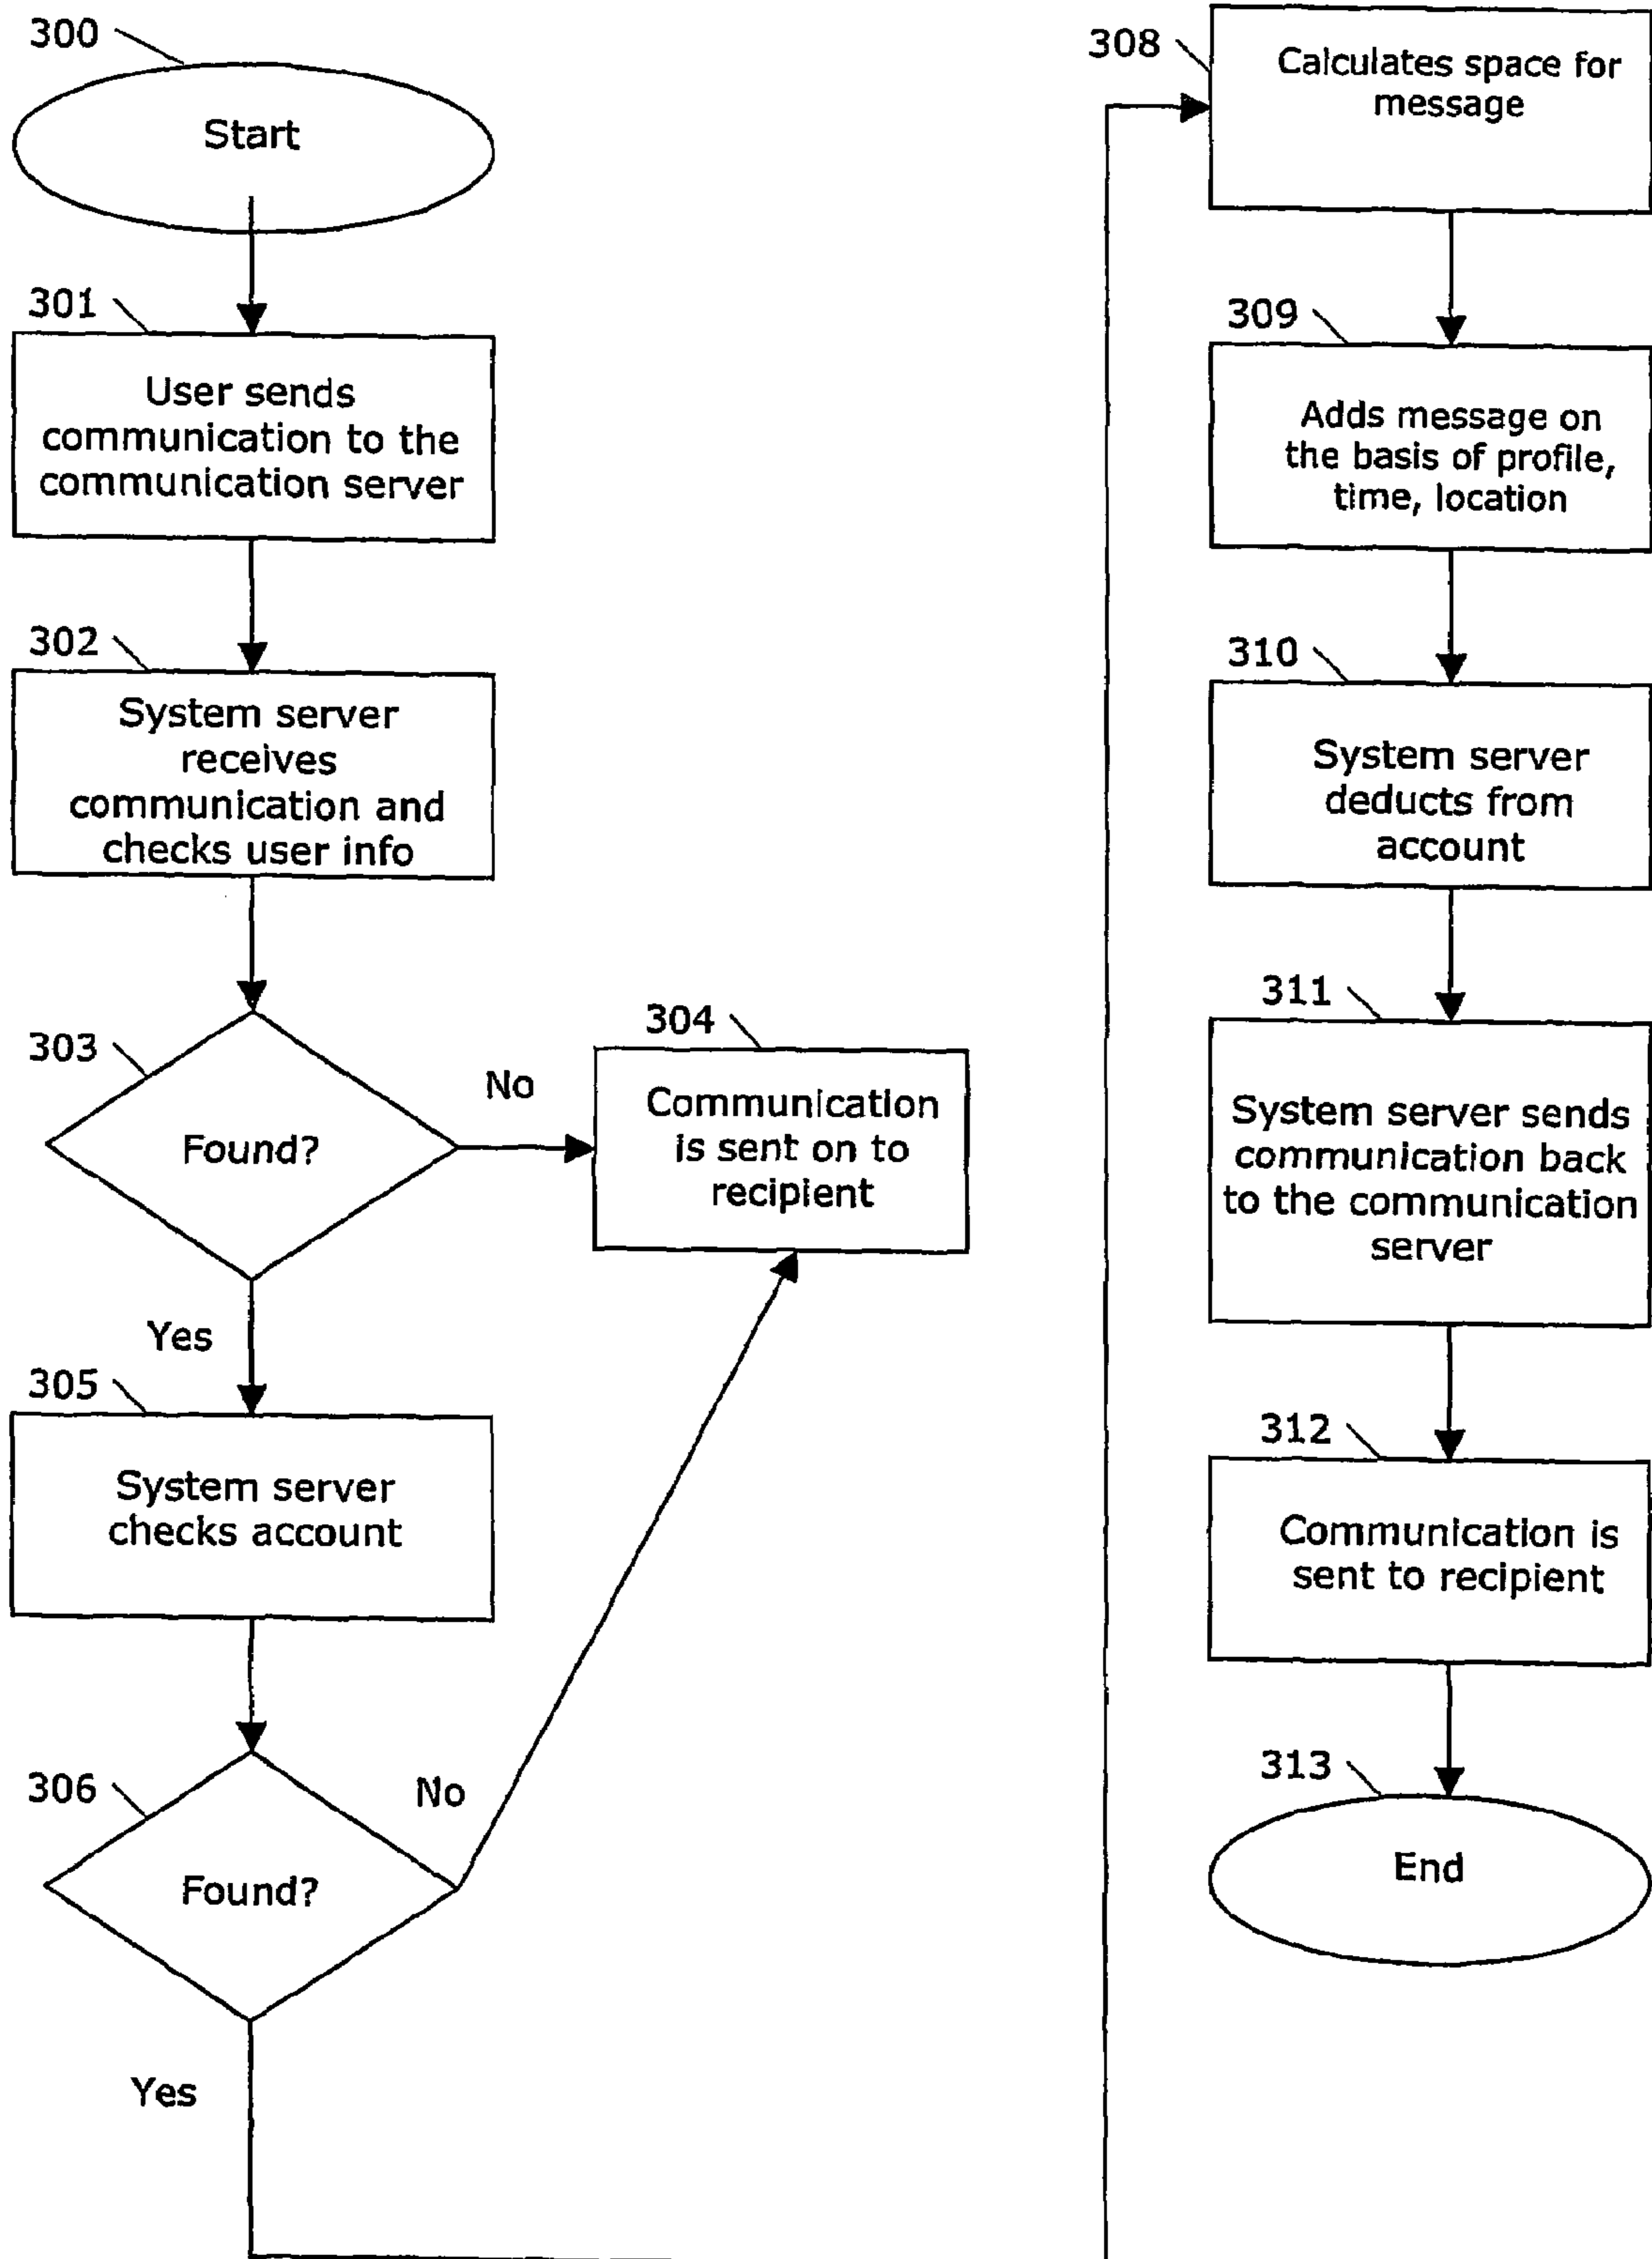 300
Start
301
User sends
communication to the
communication server
302
System server
receives
communication and
checks user info
303
Found?
No
304
Communication
is sent on to
recipient
Yes
305
System server
checks account
306
Found?
No
Yes
308
Calculates space for
message
309
Adds message on
the basis of profile,
time, location
310
System server
deducts from
account
311
System server sends
communication back
to the communication
server
312
Communication is
sent to recipient
313
End